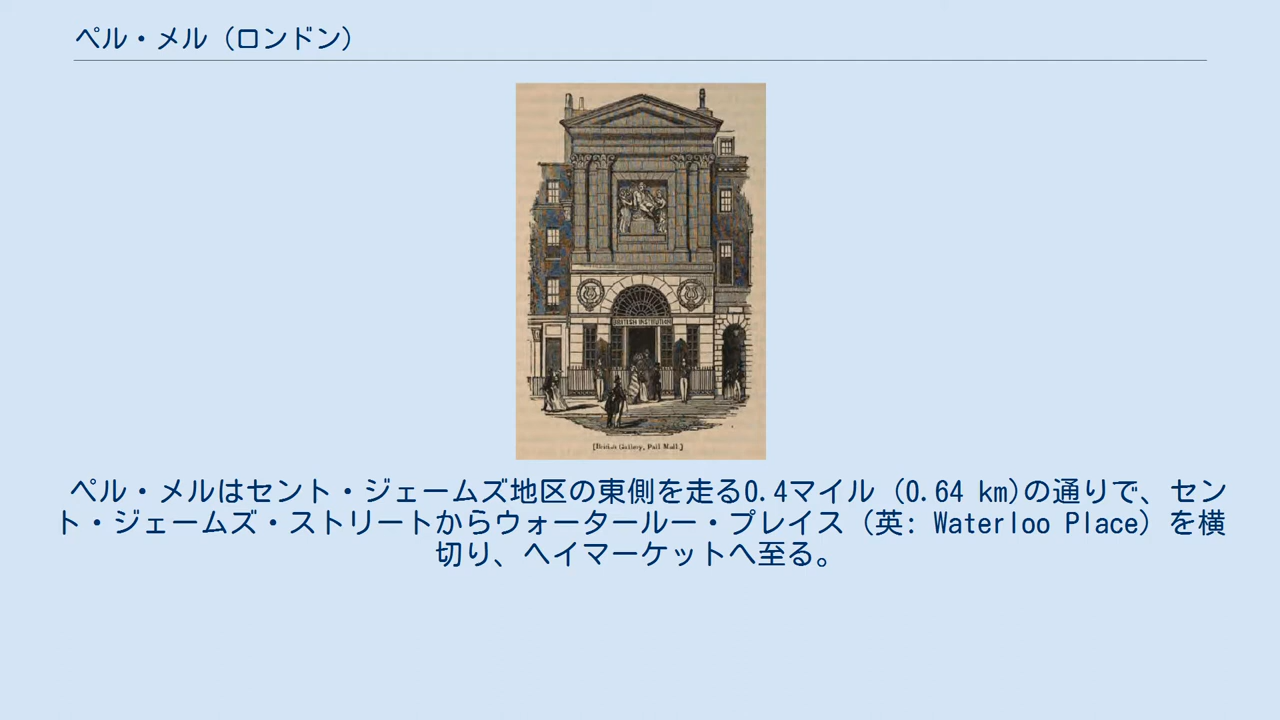 ペル・メル（ロンドン）
BRITISH INSTITUTION
[British Gallery, Pall Mall.]
ペル・メルはセント・ジェームズ地区の東側を走る0.4マイル (0.64 km)の通りで、セン
ト・ジェームズ・ストリートからウォータールー・プレイス（英: Waterloo Place）を横
切り、ヘイマーケットへ至る。